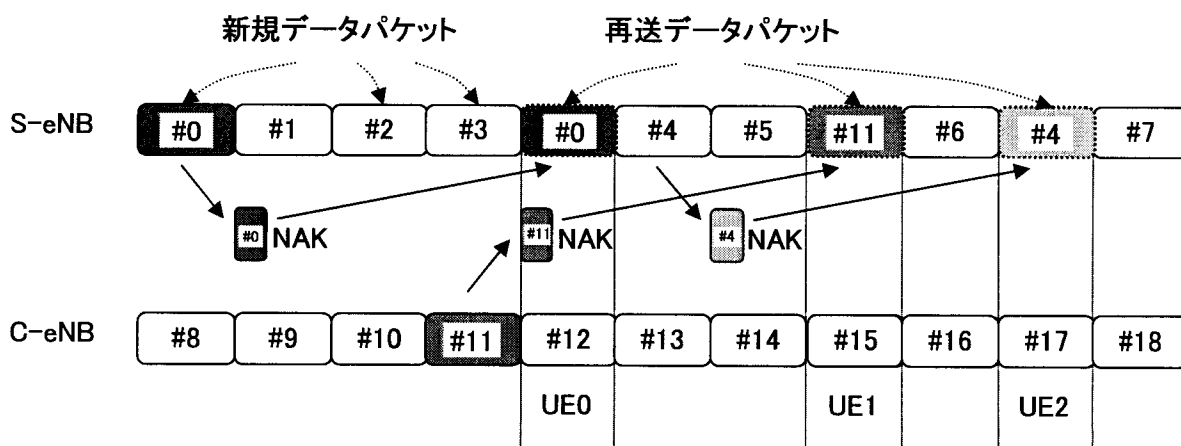 新規データパケット 再送データパケット
S-eNB #0 #1 #2 #3 #0 #4 #5 #11 #6 #4 #7
#0 NAK #11 NAK #4 NAK
C-eNB #8 #9 #10 #11 #12 #13 #14 #15 #16 #17 #18
UE0 UE1 UE2